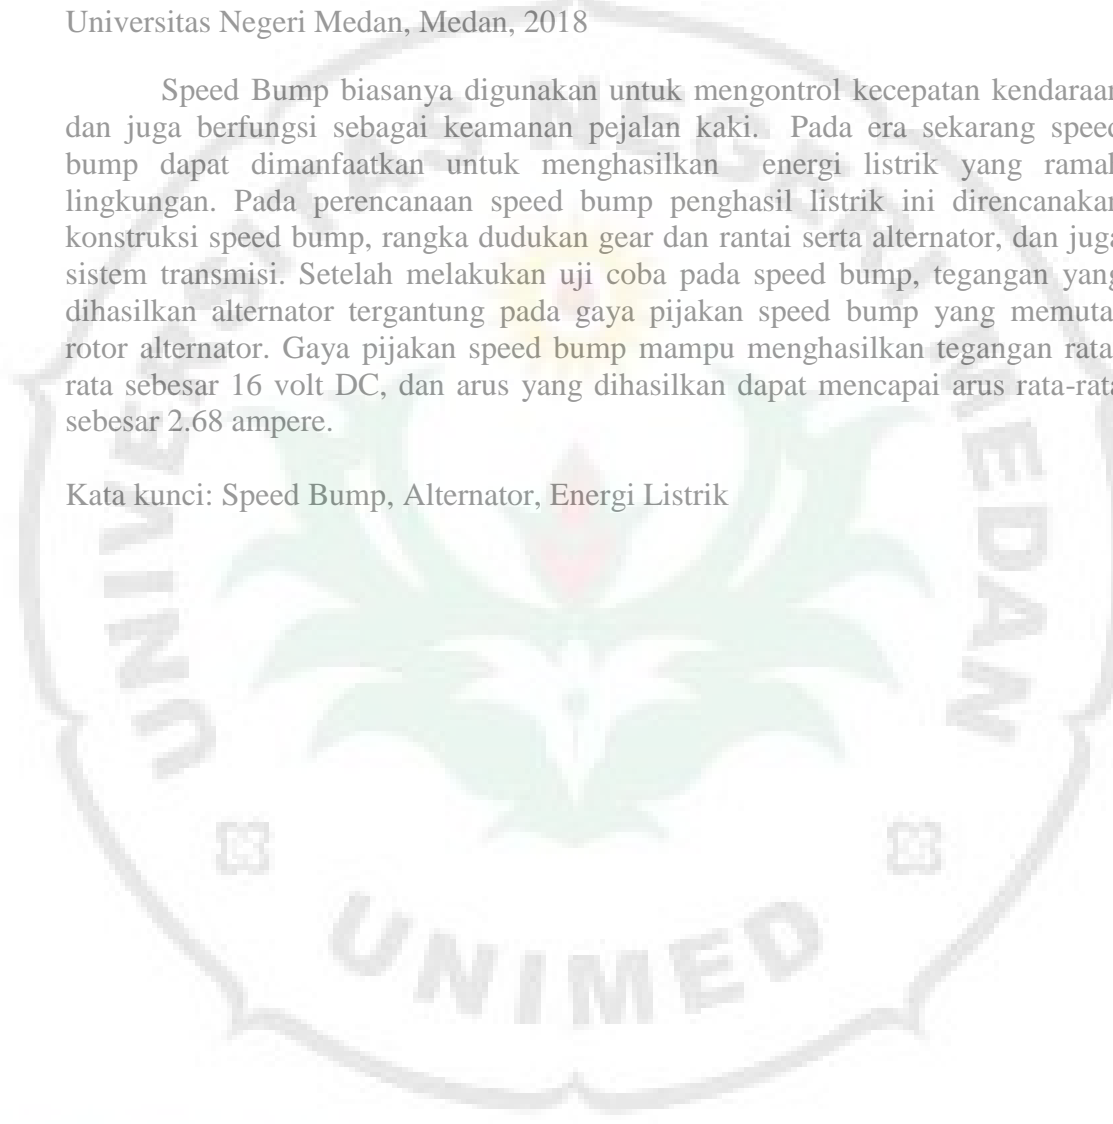 Universitas Negeri Medan, Medan, 2018
Speed Bump biasanya digunakan untuk mengontrol kecepatan kendaraan
dan juga berfungsi sebagai keamanan pejalan kaki. Pada era sekarang speed
bump dapat dimanfaatkan untuk menghasilkan energi listrik yang ramah
lingkungan. Pada perencanaan speed bump penghasil listrik ini direncanakan
konstruksi speed bump, rangka dudukan gear dan rantai serta alternator, dan juga
sistem transmisi. Setelah melakukan uji coba pada speed bump, tegangan yang
dihasilkan alternator tergantung pada gaya pijakan speed bump yang memutar
rotor alternator. Gaya pijakan speed bump mampu menghasilkan tegangan rata-
rata sebesar 16 volt DC, dan arus yang dihasilkan dapat mencapai arus rata-rata
sebesar 2.68 ampere.
Kata kunci: Speed Bump, Alternator, Energi Listrik
UNIVERSITAS NEGERI MEDAN
UNIMED